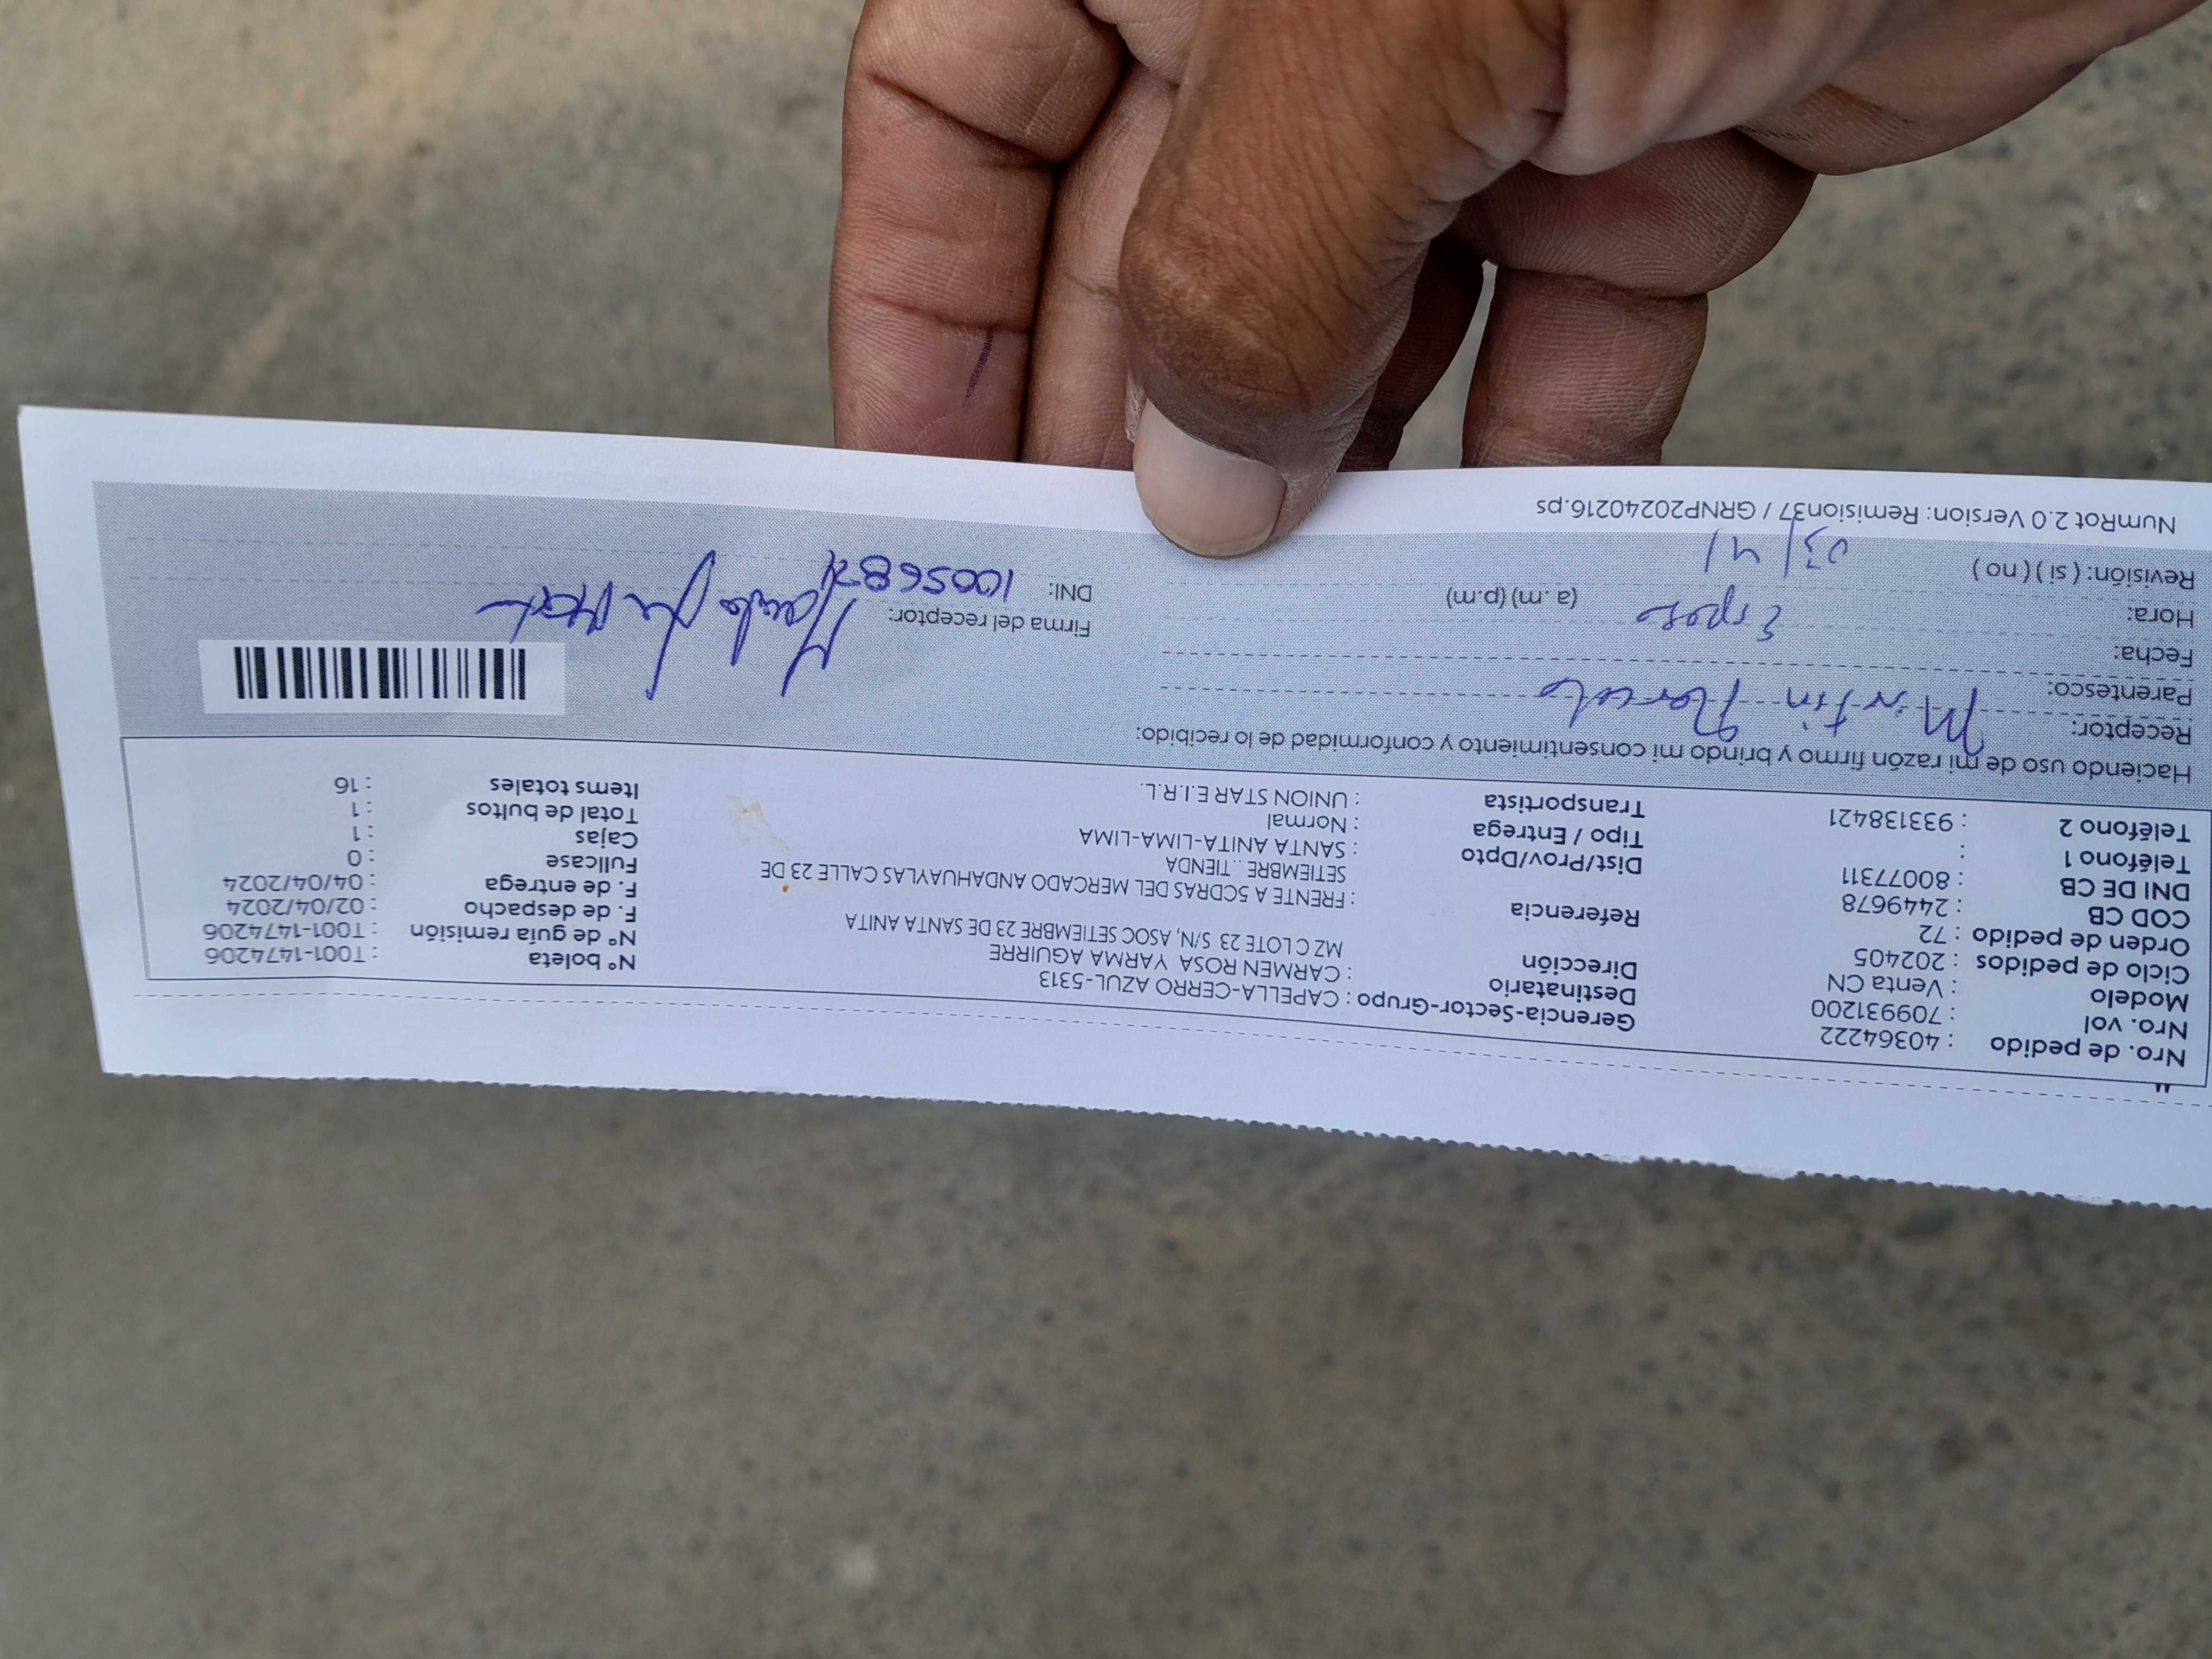 Nro. de pedido : 40364222
Nro. vol : 709931200
Modelo : Venta CN
Ciclo de pedidos : 202405
Orden de pedido : 72
COD CB : 2449678
DNI DE CB : 80077311
Teléfono 1 :
Teléfono 2 : 933138421
Gerencia-Sector-Grupo : CAPELLA-CERRO AZUL-5313
Destinatario : CARMEN ROSA YARMA AGUIRRE
Dirección MZ C LOTE 23 S/N, ASOC SETIEMBRE 23 DE SANTA ANITA
Referencia : FRENTE A 5CDRAS DEL MERCADO ANDAHUAYLAS CALLE 23 DE
SETIEMBRE .. TIENDA
Dist/Prov/Dpto : SANTA ANITA-LIMA-LIMA
Tipo / Entrega : Normal
Transportista : UNION STAR E.I.R.L.
N° boleta : T001-1474206
N° de guía remisión : T001-1474206
F. de despacho : 02/04/2024
F. de entrega : 04/04/2024
Fullcase : 0
Cajas : 1
Total de bultos : 1
Items totales : 16
Haciendo uso de mi razón firmo y brindo mi consentimiento y conformidad de lo recibido:
Receptor: Martin
Parentesco:
Fecha: Esposo
Hora: (a. m) (p.m)
Revisión: ( si ) ( no ) 03/4/
Firma del receptor:
DNI:
NumRot 2.0 Version: Remision37 / GRNP20240216.ps